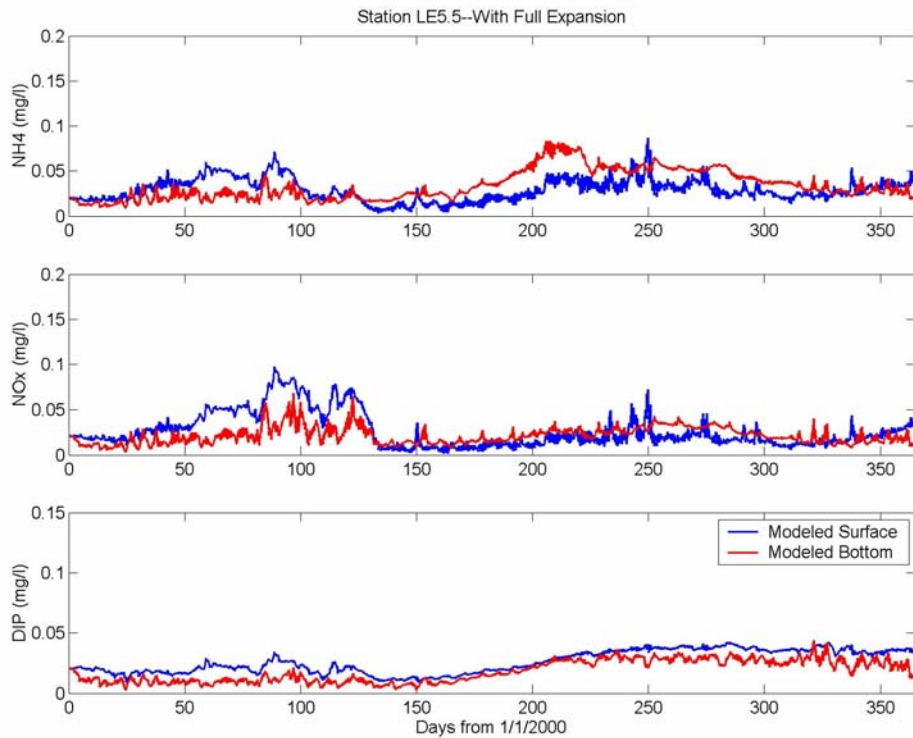 Station LE5.5--With Full Expansion
0.2
0.15
0.1
0.05
0
NH4 (mg/l)
0 50 100 150 200 250 300 350
0.2
0.15
0.1
0.05
0
NOx (mg/l)
0 50 100 150 200 250 300 350
0.15
0.1
0.05
0
DIP (mg/l)
Modeled Surface
Modeled Bottom
0 50 100 150 200 250 300 350
Days from 1/1/2000